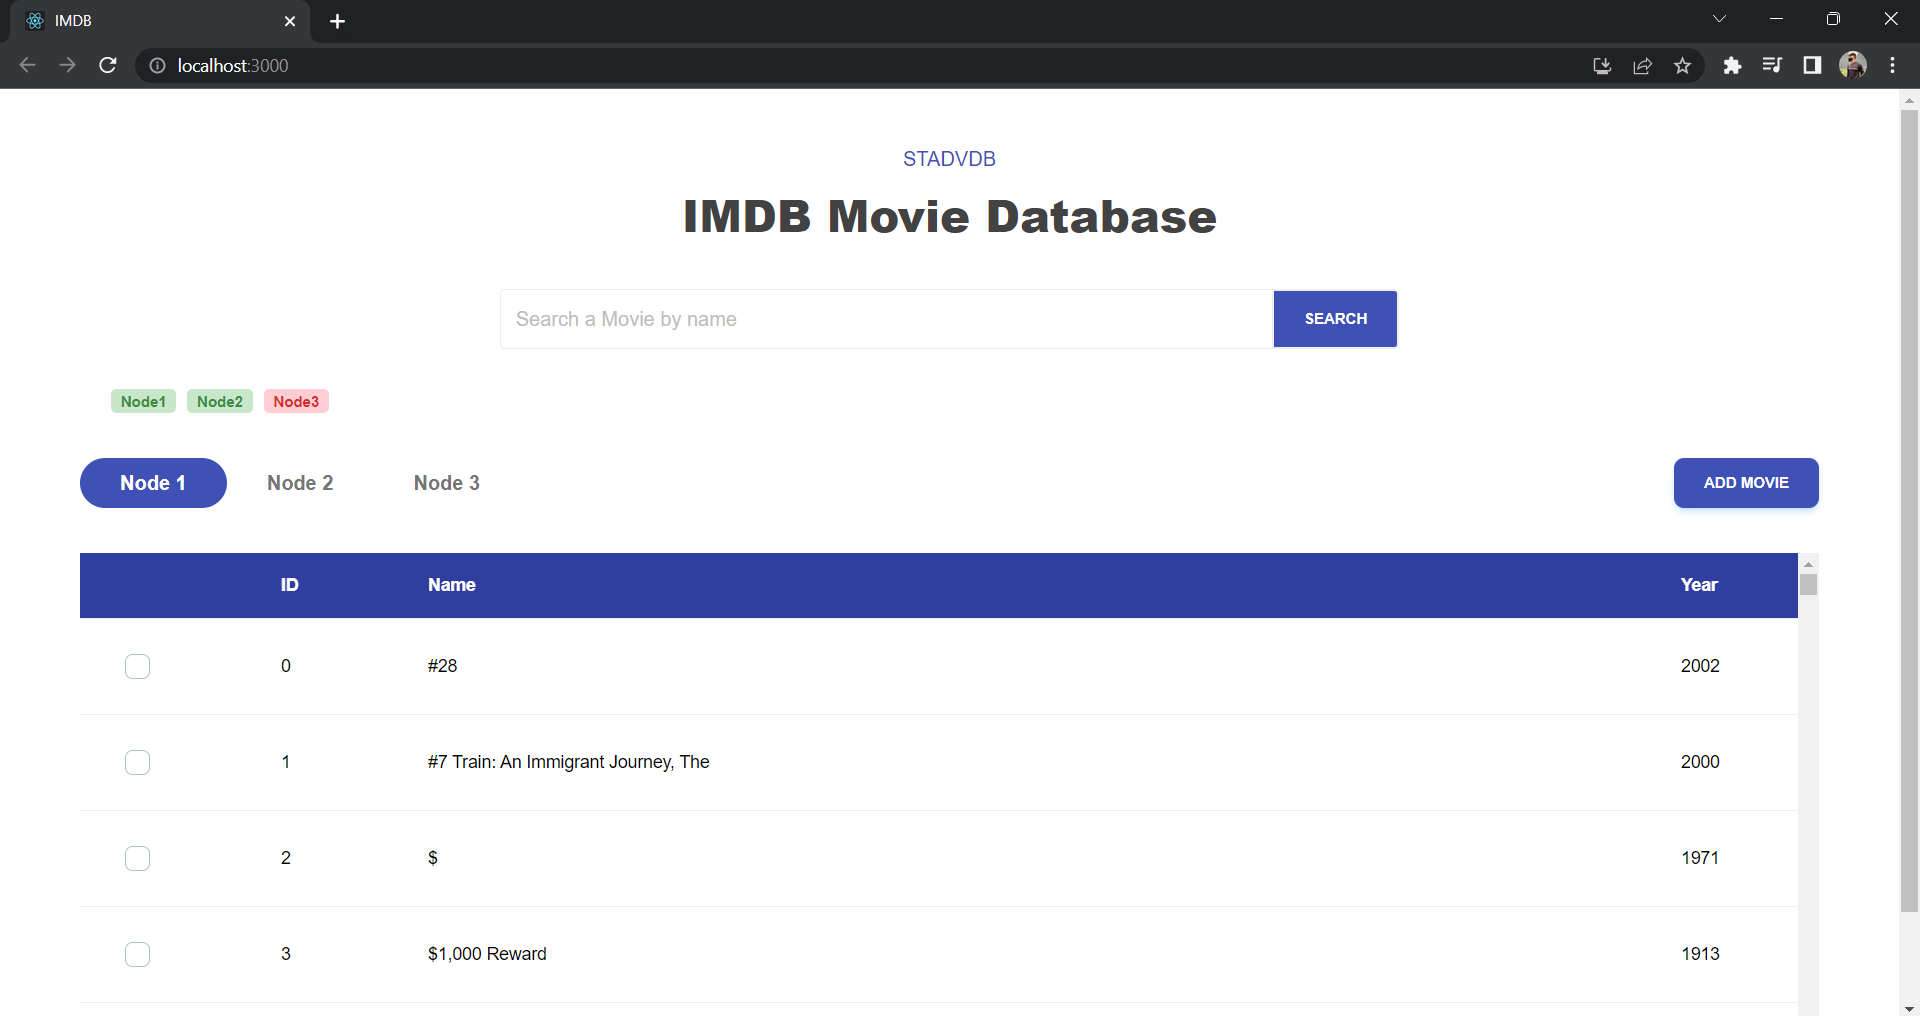 IMDB
localhost:3000
STADVDB
IMDB Movie Database
Search a Movie by name SEARCH
Node1 Node2 Node3
Node 1 Node 2 Node 3 ADD MOVIE
ID Name Year
0 #28 2002
1 #7 Train: An Immigrant Journey, The 2000
2 $ 1971
3 $1,000 Reward 1913